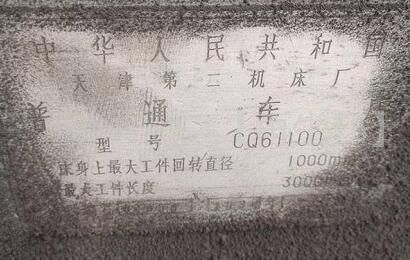 中华人民共和国
天津第二机床厂
普通车
型号 CQ61100
床身上最大工件回转直径 1000mm
最大工件长度 3000